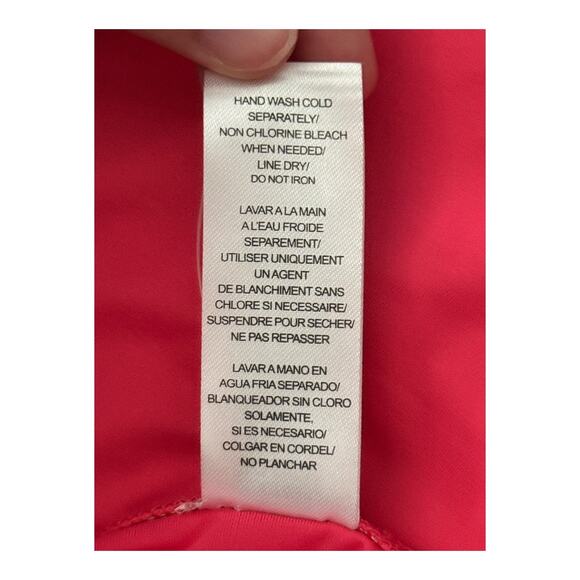 HAND WASH COLD
SEPARATELY/
NON CHLORINE BLEACH
WHEN NEEDED/
LINE DRY/
DO NOT IRON
LAVAR A LA MAIN
A L'EAU FROIDE
SEPAREMENT/
UTILISER UNIQUEMENT
UN AGENT
DE BLANCHIMENT SANS
CHLORE SI NECESSAIRE/
SUSPENDRE POUR SECHER/
NE PAS REPASSER
LAVAR A MANO EN
AGUA FRIA SEPARADO/
BLANQUEADOR SIN CLORO
SOLAMENTE,
SI ES NECESARIO/
COLGAR EN CORDEL/
NO PLANCHAR